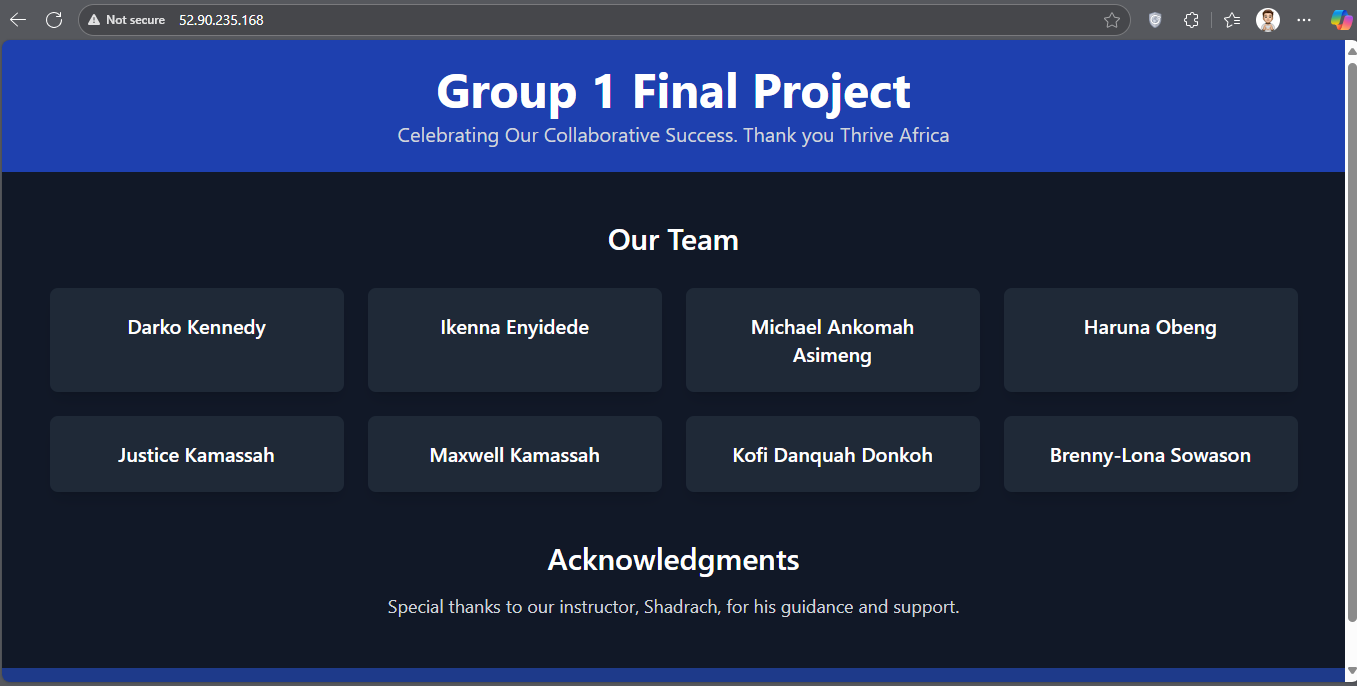 Not secure 52.90.235.168
Group 1 Final Project
Celebrating Our Collaborative Success. Thank you Thrive Africa
Our Team
Darko Kennedy
Ikenna Enyidede
Michael Ankomah
Asimeng
Haruna Obeng
Justice Kamassah
Maxwell Kamassah
Kofi Danquah Donkoh
Brenny-Lona Sowason
Acknowledgments
Special thanks to our instructor, Shadrach, for his guidance and support.